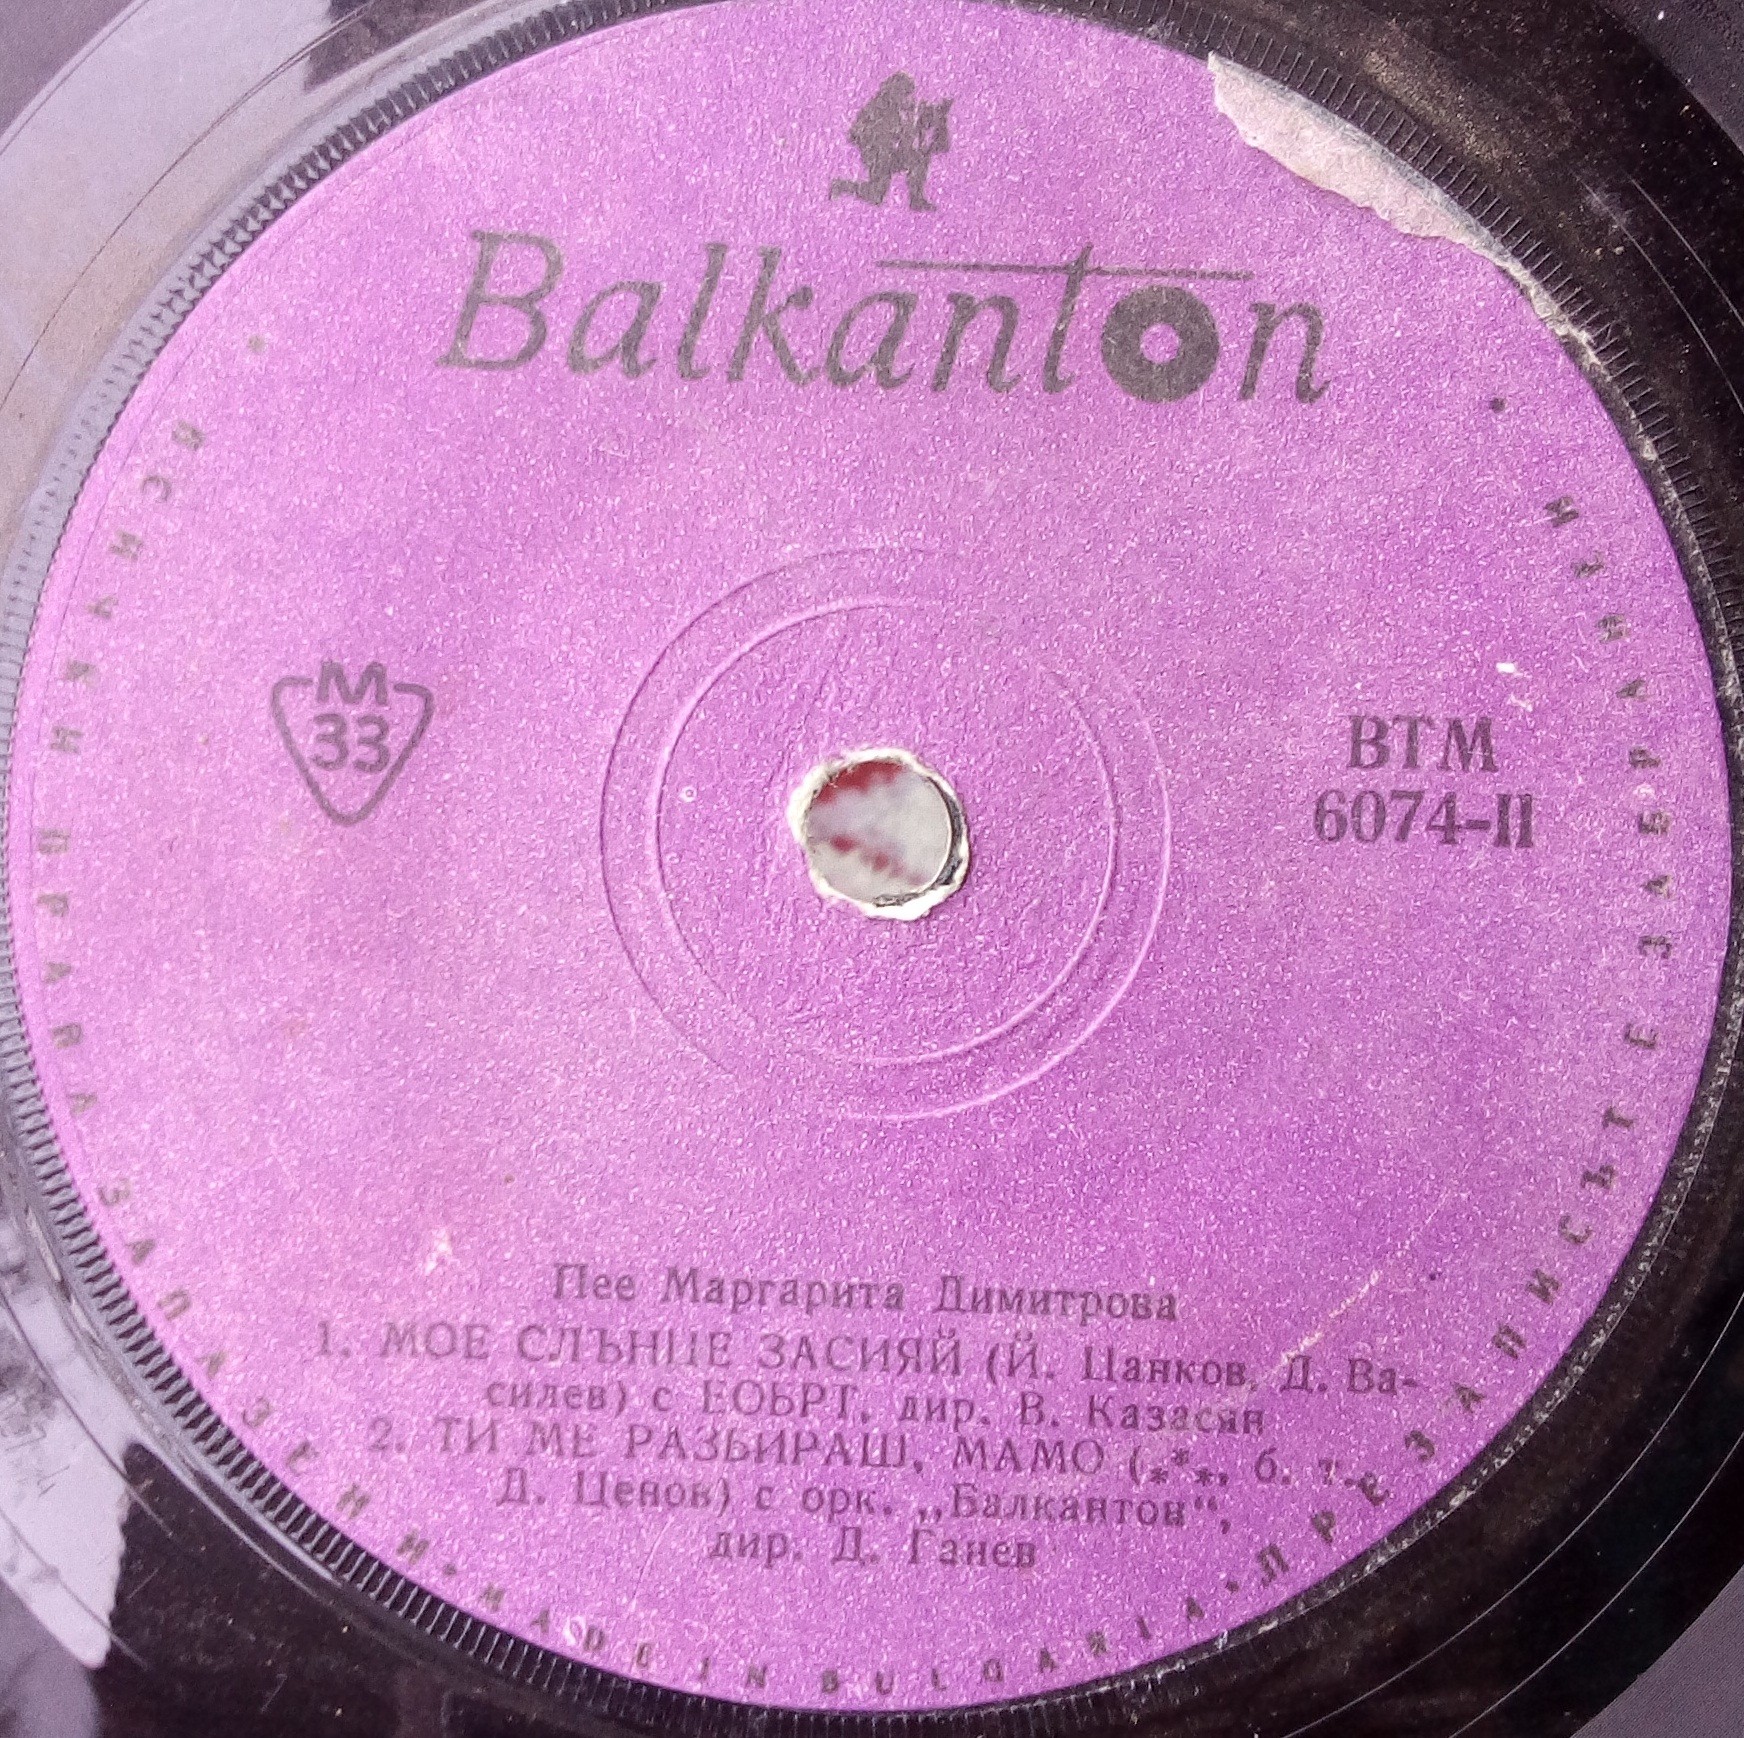 Balkanton
М
33
ВТМ
6074-II
Пее Маргарита Димитрова
1. МОЕ СЛЪНЦЕ ЗАСИЯЙ (Й. Цанков, Д. Ва-
силев) с ЕОБРТ, дир. В. Казасян
2. ТИ МЕ РАЗБИРАШ, МАМО (⁎*⁎, б. т.
Д. Ценов) с орк. „Балкантон“,
дир. Д. Ганев
ВСИЧКИ ПРАВА ЗАПАЗЕНИ • MADE IN BULGARIA • ПРЕЗАПИСЪТ Е ЗАБРАНЕН